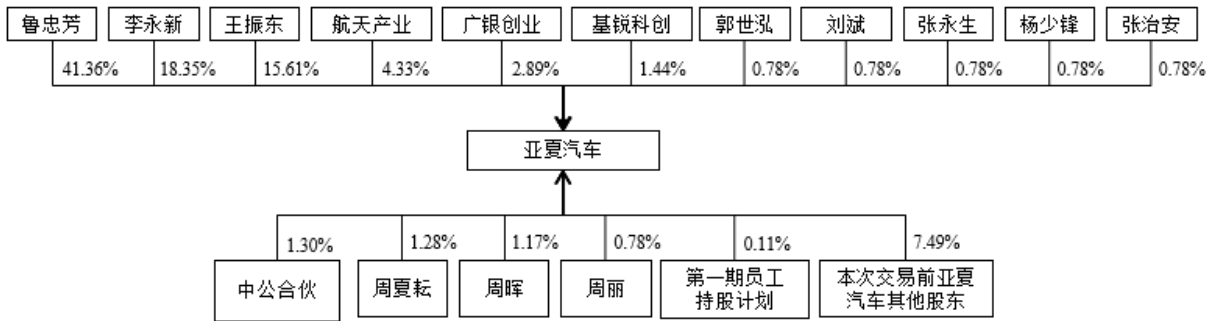 鲁忠芳 李永新 王振东 航天产业 广银创业 基锐科创 郭世泓 刘斌 张永生 杨少锋 张治安
41.36% 18.35% 15.61% 4.33% 2.89% 1.44% 0.78% 0.78% 0.78% 0.78% 0.78%
亚夏汽车
1.30% 1.28% 1.17% 0.78% 0.11% 7.49%
中公合伙 周夏耘 周晖 周丽 第一期员工 本次交易前亚夏
持股计划 汽车其他股东